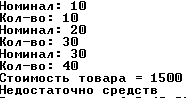 Номинал: 10
Кол-во: 10
Номинал: 20
Кол-во: 30
Номинал: 30
Кол-во: 40
Стоимость товара = 1500
Недостаточно средств